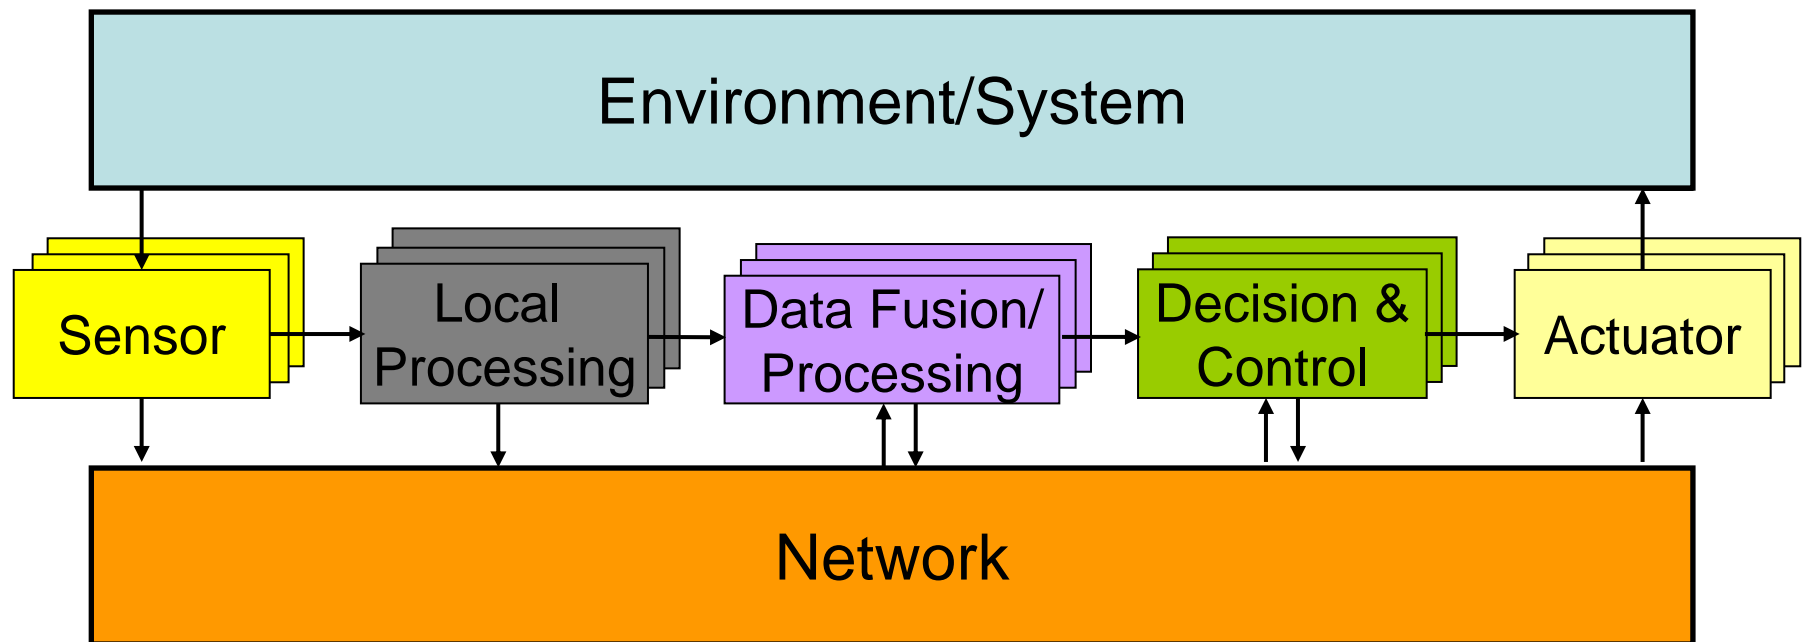 Environment/System
Sensor
Local
Processing
Data Fusion/
Processing
Decision &
Control
Actuator
Network